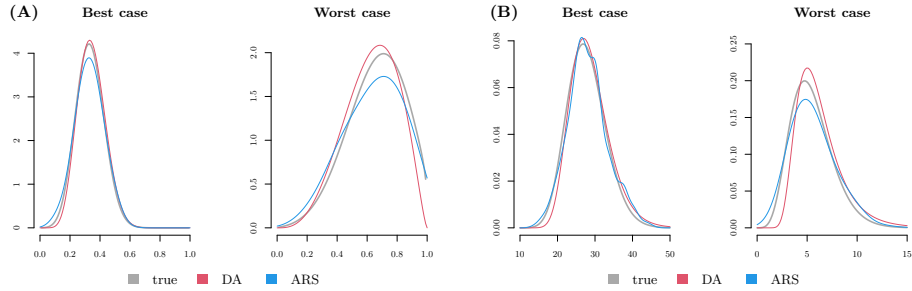 (A) Best case Worst case (B) Best case Worst case
0 1 2 3 4
0.0 0.2 0.4 0.6 0.8 1.0
0.0 0.5 1.0 1.5 2.0
0.0 0.2 0.4 0.6 0.8 1.0
0.00 0.02 0.04 0.06 0.08
10 20 30 40 50
0.00 0.05 0.10 0.15 0.20 0.25
0 5 10 15
true DA ARS true DA ARS